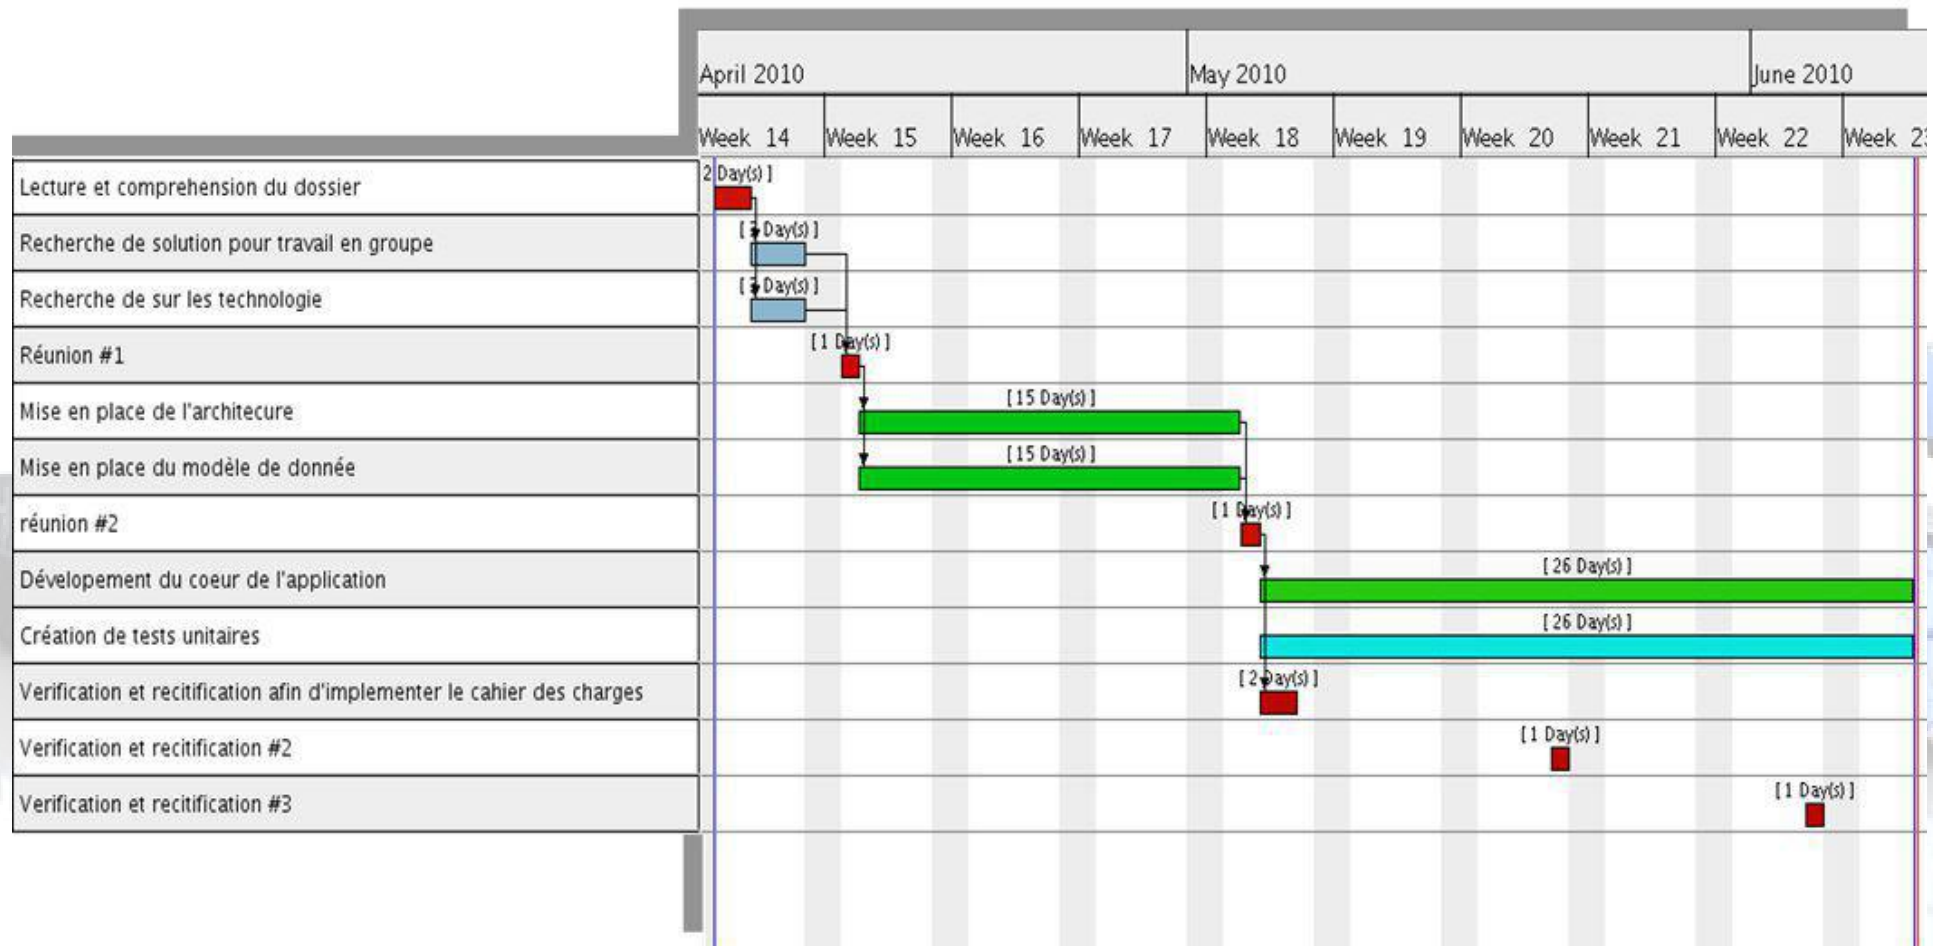 April 2010 May 2010 June 2010
Week 14 Week 15 Week 16 Week 17 Week 18 Week 19 Week 20 Week 21 Week 22 Week 23
Lecture et comprehension du dossier
2 Day(s) ]
Recherche de solution pour travail en groupe
[ 3 Day(s) ]
Recherche de sur les technologie
[ 3 Day(s) ]
Réunion #1
[ 1 Day(s) ]
Mise en place de l'architecure
[ 15 Day(s) ]
Mise en place du modèle de donnée
[ 15 Day(s) ]
réunion #2
[ 1 Day(s) ]
Dévelopement du coeur de l'application
[ 26 Day(s) ]
Création de tests unitaires
[ 26 Day(s) ]
Verification et recitification afin d'implementer le cahier des charges
[ 2 Day(s) ]
Verification et recitification #2
[ 1 Day(s) ]
Verification et recitification #3
[ 1 Day(s) ]